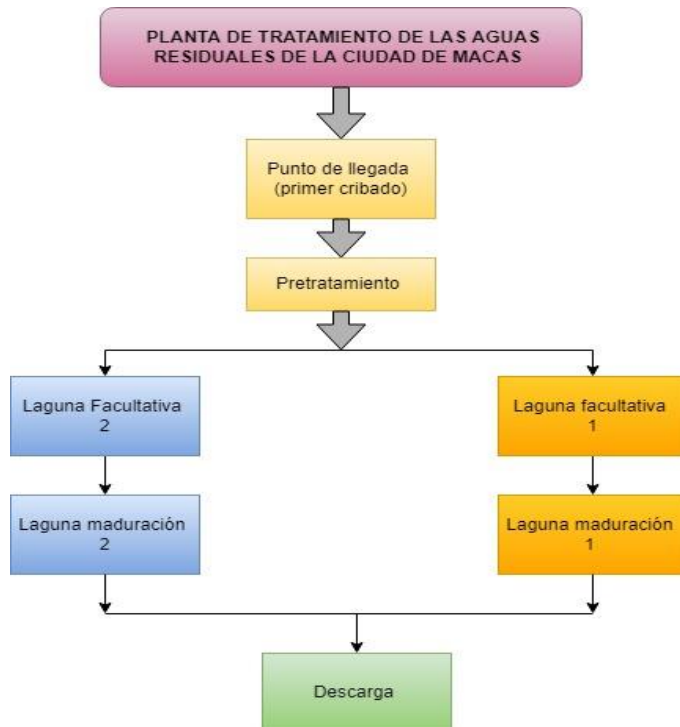 PLANTA DE TRATAMIENTO DE LAS AGUAS
RESIDUALES DE LA CIUDAD DE MACAS
Punto de llegada
(primer cribado)
Pretratamiento
Laguna Facultativa
2
Laguna facultativa
1
Laguna maduración
2
Laguna maduración
1
Descarga